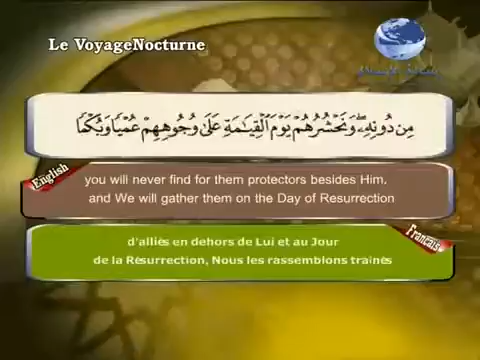 Le VoyageNocturne
مِن دُونِهِۦ ۖ وَنَحْشُرُهُمْ يَوْمَ ٱلْقِيَـٰمَةِ عَلَىٰ وُجُوهِهِمْ عُمْيًا وَبُكْمًا
English
you will never find for them protectors besides Him,
and We will gather them on the Day of Resurrection
Français
d'alliés en dehors de Lui et au Jour
de la Résurrection, Nous les rassemblons traînés